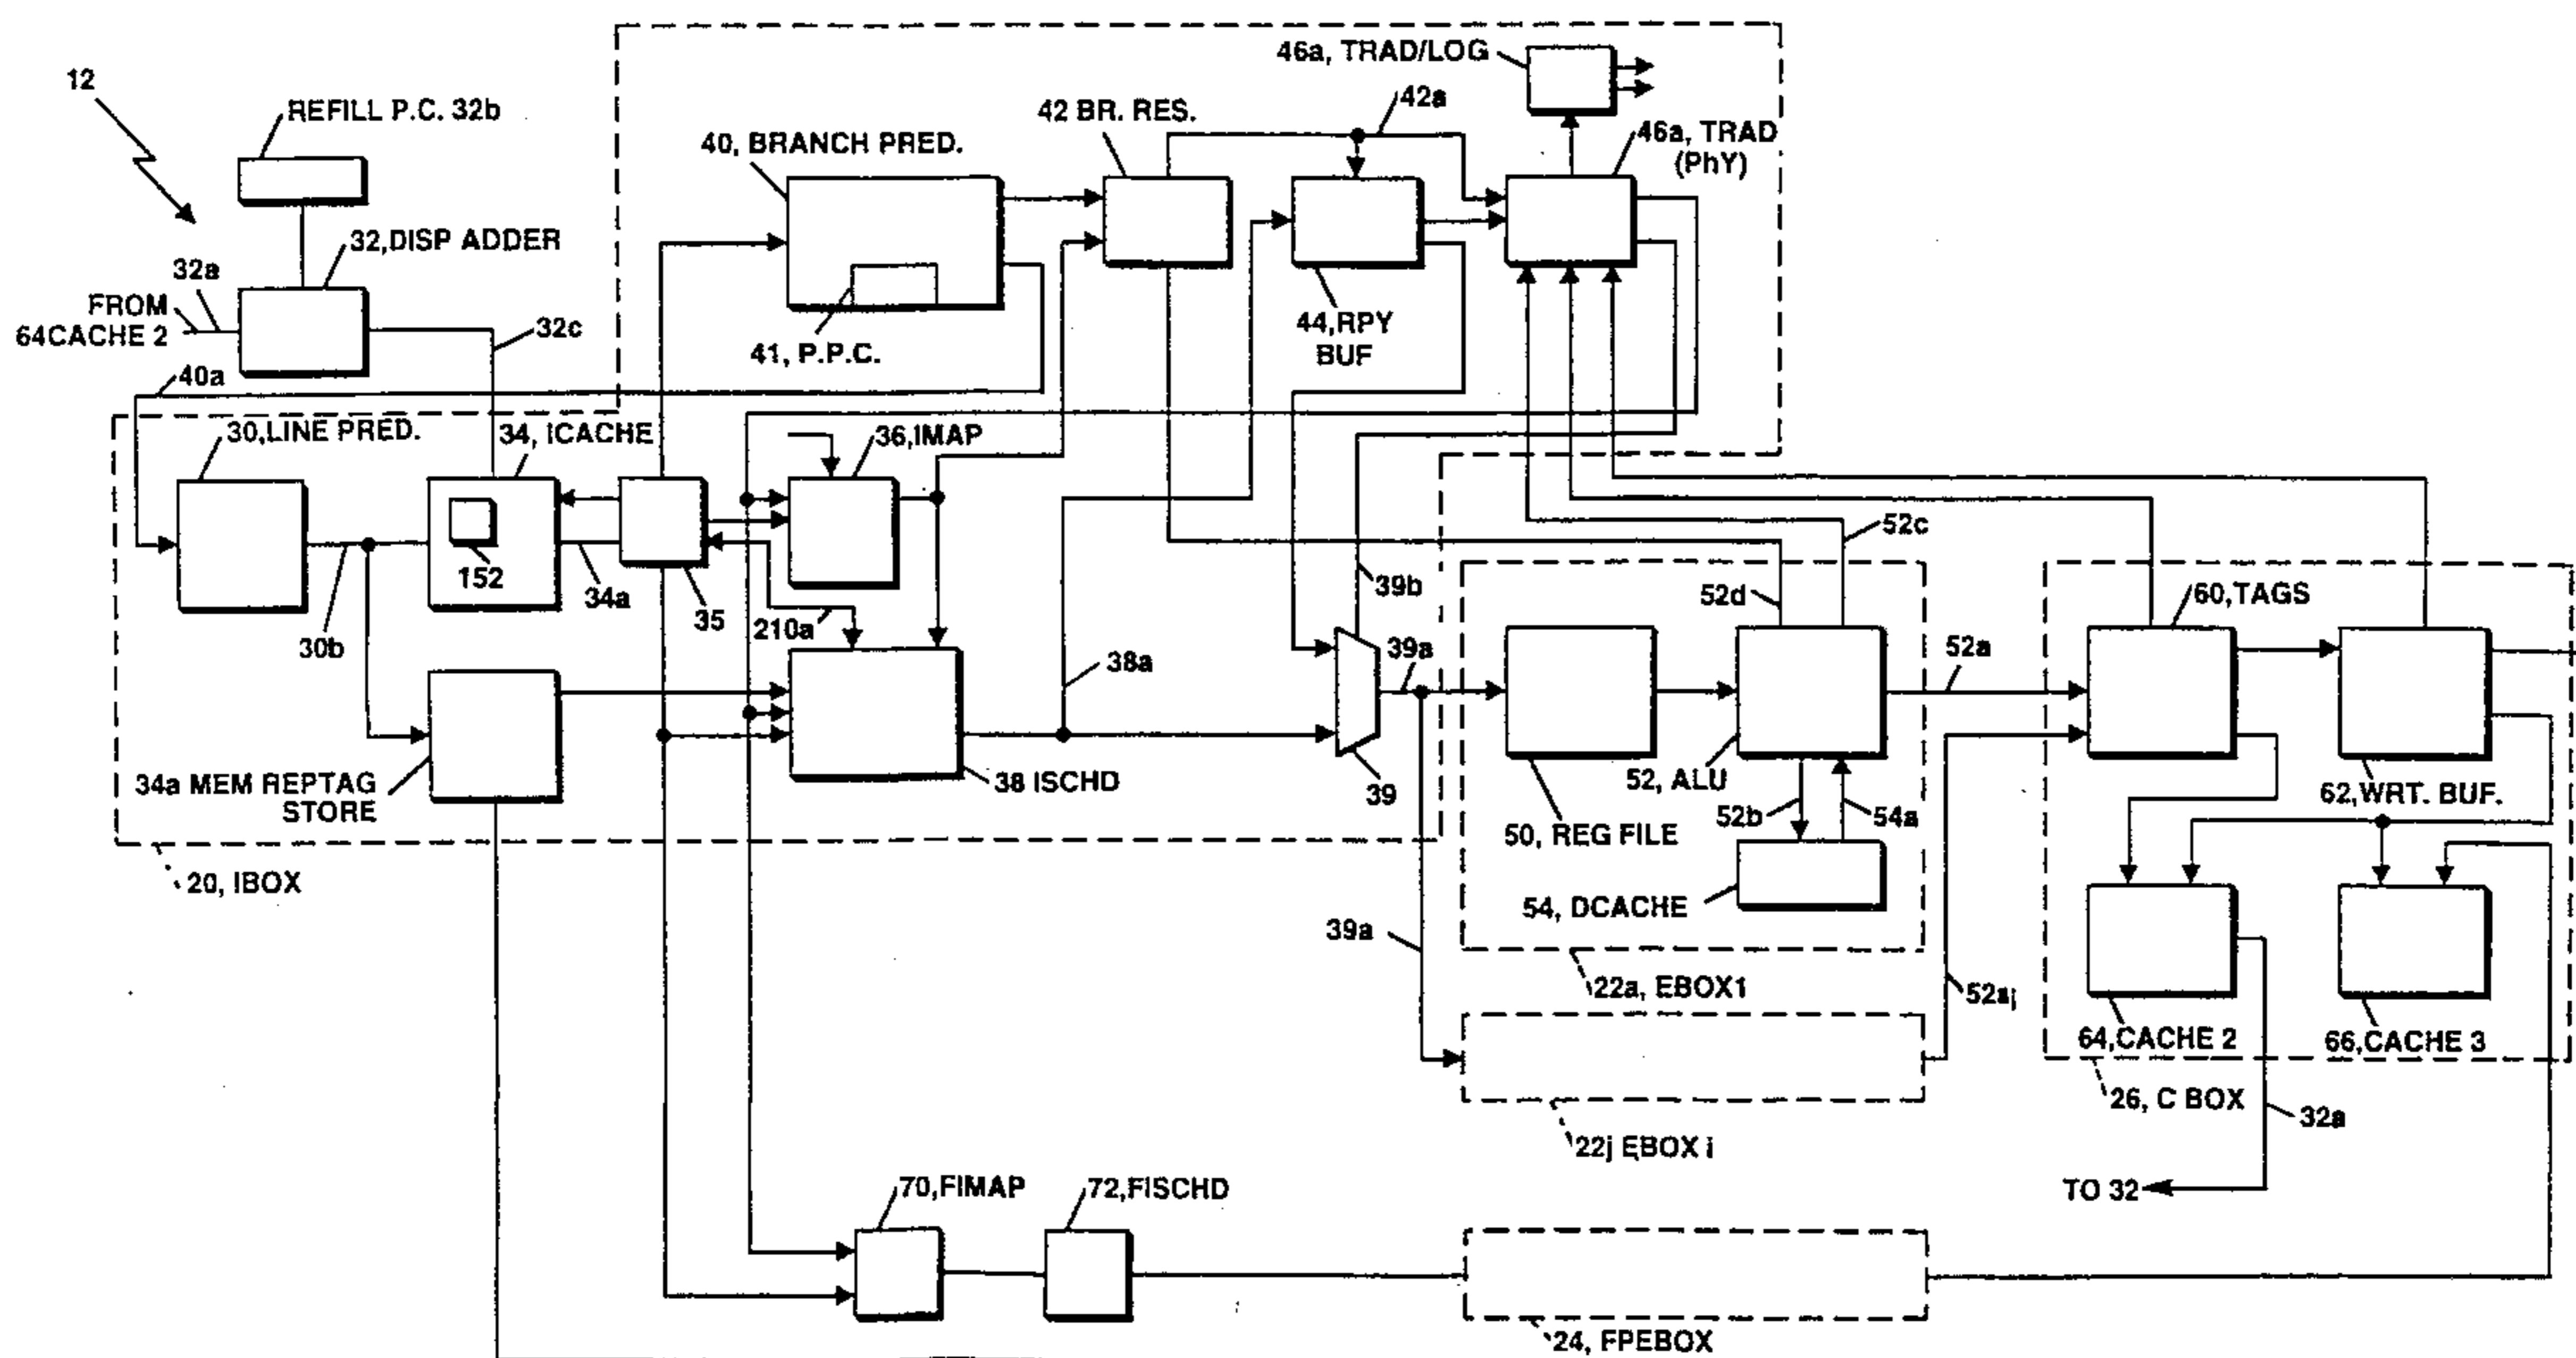 12
REFILL P.C. 32b
32,DISP ADDER
32a
FROM
64CACHE 2
32c
40a
40, BRANCH PRED.
41, P.P.C.
42 BR. RES.
42a
44,RPY
BUF
46a, TRAD/LOG
46a, TRAD
(PhY)
30,LINE PRED.
34, ICACHE
36,IMAP
152
34a
35
30b
210a
34a MEM REPTAG
STORE
38 ISCHD
38a
39b
39a
39
20, IBOX
52c
52d
52a
52, ALU
52b
54a
50, REG FILE
54, DCACHE
39a
22a, EBOX1
52aj
22j EBOX i
60,TAGS
62,WRT. BUF.
64,CACHE 2
66,CACHE 3
26, C BOX
32a
TO 32
70,FIMAP
72,FISCHD
24, FPEBOX